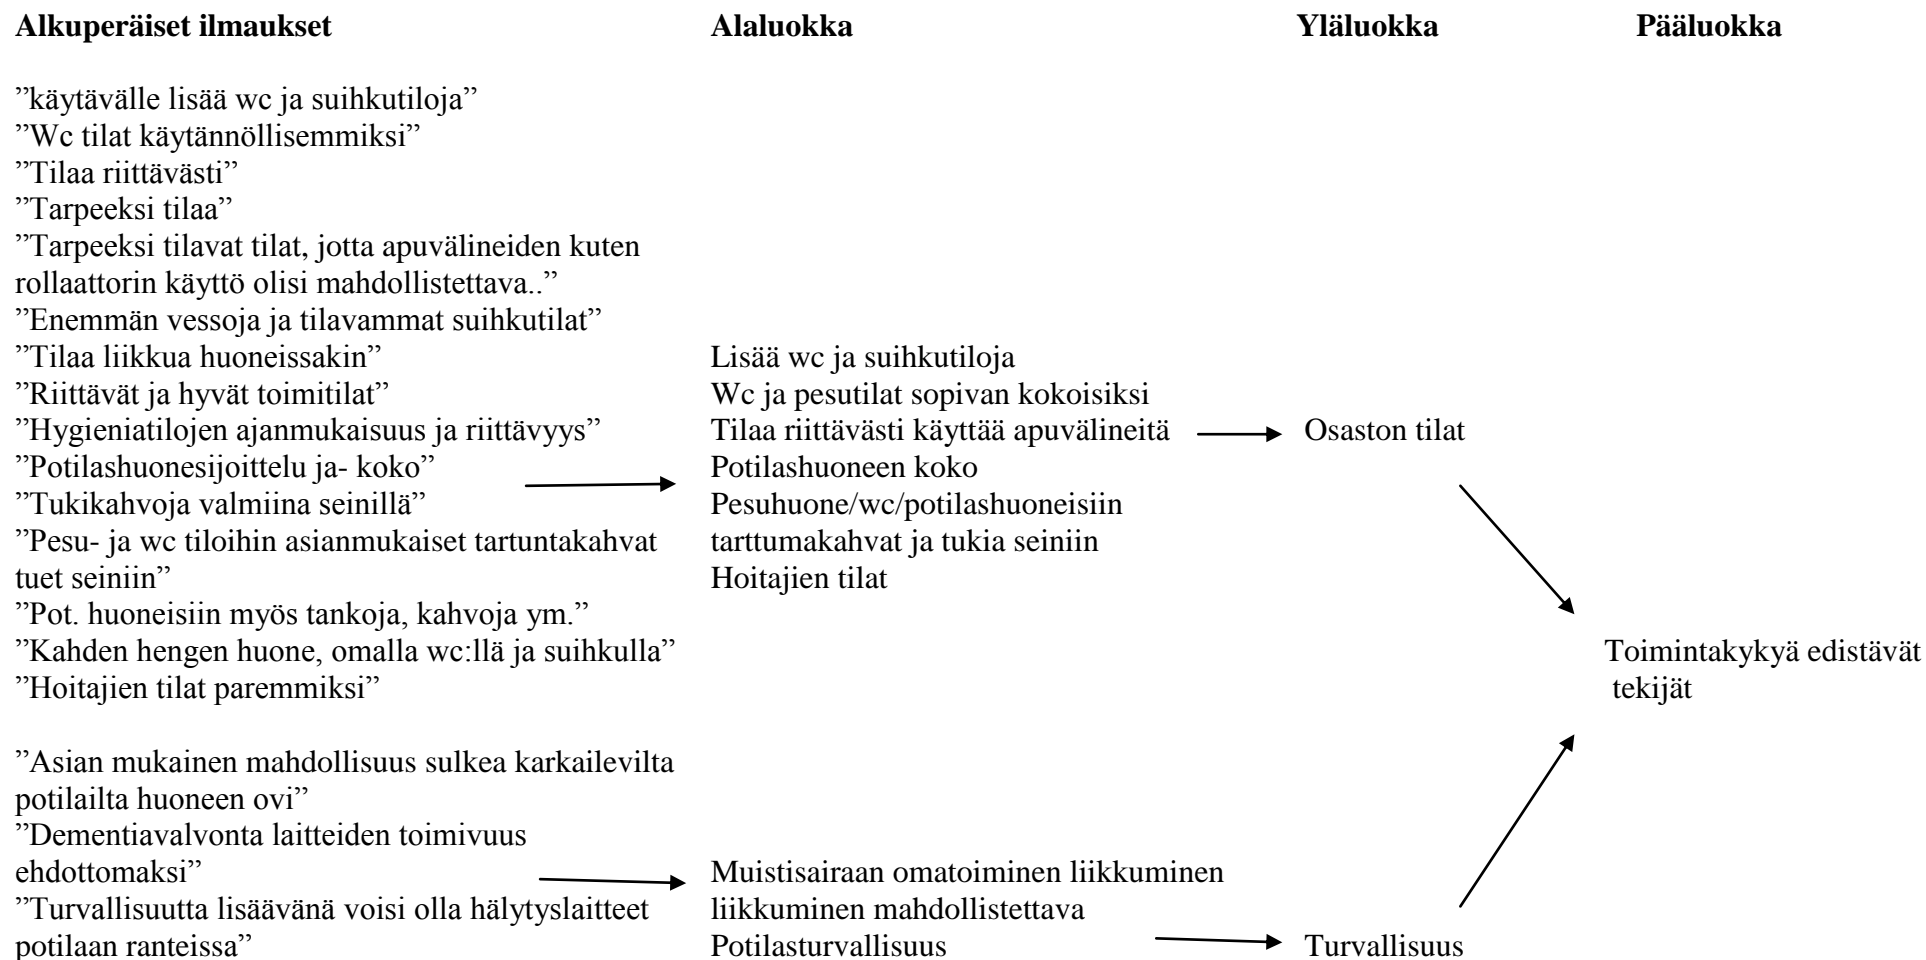 Alkuperäiset ilmaukset Alaluokka Yläluokka Pääluokka
”käytävälle lisää wc ja suihkutiloja”
”Wc tilat käytännöllisemmiksi”
”Tilaa riittävästi”
”Tarpeeksi tilaa”
”Tarpeeksi tilavat tilat, jotta apuvälineiden kuten
rollaattorin käyttö olisi mahdollistettava..”
”Enemmän vessoja ja tilavammat suihkutilat”
”Tilaa liikkua huoneissakin” Lisää wc ja suihkutiloja
”Riittävät ja hyvät toimitilat” Wc ja pesutilat sopivan kokoisiksi
”Hygieniatilojen ajanmukaisuus ja riittävyys” Tilaa riittävästi käyttää apuvälineitä Osaston tilat
”Potilashuonesijoittelu ja- koko” Potilashuoneen koko
”Tukikahvoja valmiina seinillä” Pesuhuone/wc/potilashuoneisiin
”Pesu- ja wc tiloihin asianmukaiset tartuntakahvat tarttumakahvat ja tukia seiniin
tuet seiniin” Hoitajien tilat
”Pot. huoneisiin myös tankoja, kahvoja ym.”
”Kahden hengen huone, omalla wc:llä ja suihkulla” Toimintakykyä edistävät
”Hoitajien tilat paremmiksi” tekijät
”Asian mukainen mahdollisuus sulkea karkailevilta
potilailta huoneen ovi”
”Dementiavalvonta laitteiden toimivuus
ehdottomaksi” Muistisairaan omatoiminen liikkuminen
”Turvallisuutta lisäävänä voisi olla hälytyslaitteet liikkuminen mahdollistettava
potilaan ranteissa” Potilasturvallisuus Turvallisuus